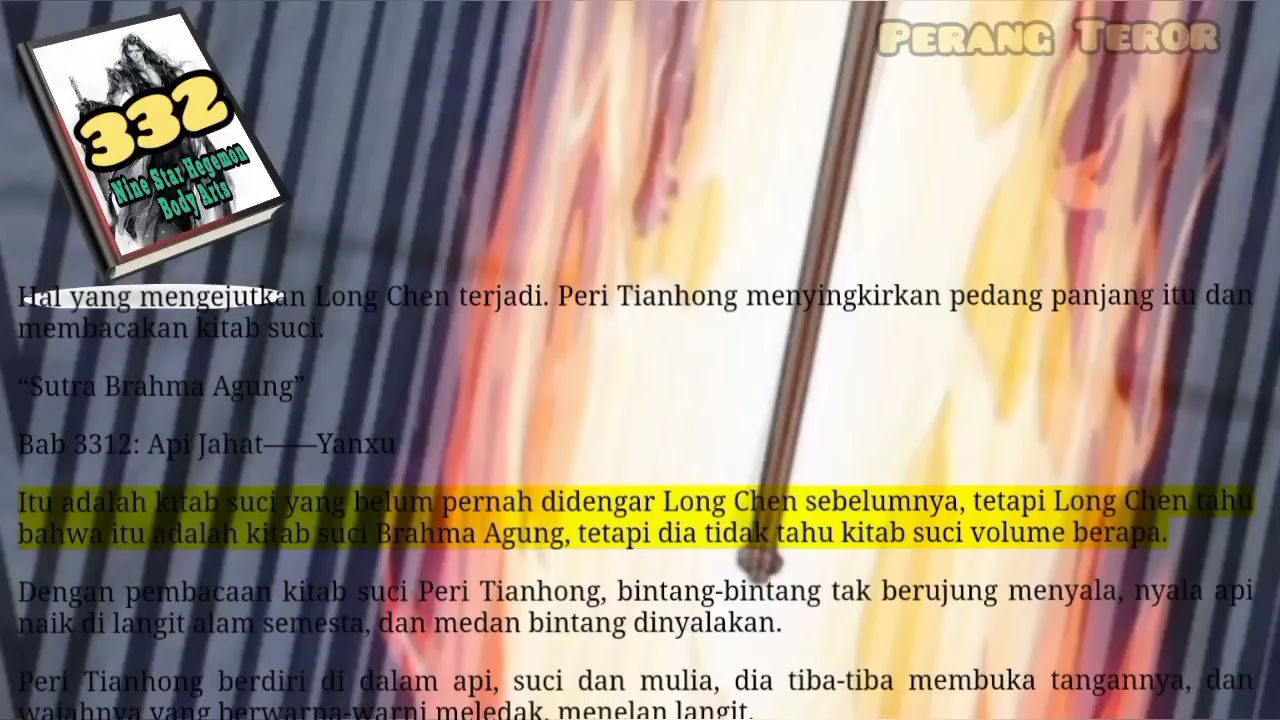 Perang Teror
332
Nine Star Hegemon
Body Arts
Hal yang mengejutkan Long Chen terjadi. Peri Tianhong menyingkirkan pedang panjang itu dan
membacakan kitab suci.
“Sutra Brahma Agung”
Bab 3312: Api Jahat——Yanxu
Itu adalah kitab suci yang belum pernah didengar Long Chen sebelumnya, tetapi Long Chen tahu
bahwa itu adalah kitab suci Brahma Agung, tetapi dia tidak tahu kitab suci volume berapa.
Dengan pembacaan kitab suci Peri Tianhong, bintang-bintang tak berujung menyala, nyala api
naik di langit alam semesta, dan medan bintang dinyalakan.
Peri Tianhong berdiri di dalam api, suci dan mulia, dia tiba-tiba membuka tangannya, dan
wajahnya yang berwarna-warni meledak, menelan langit.